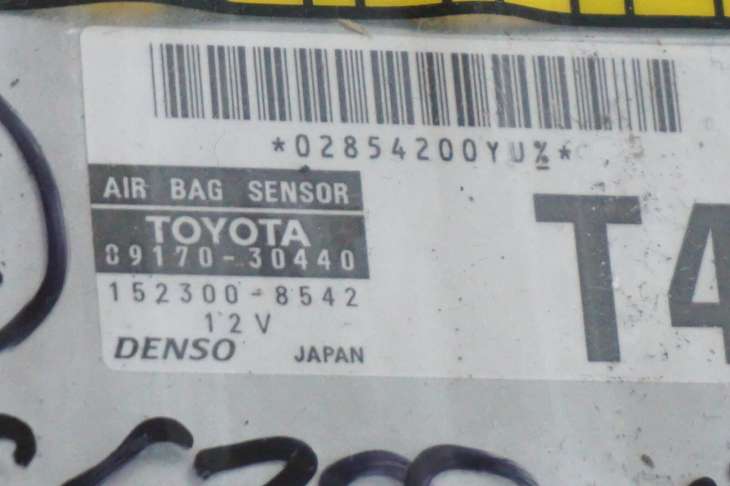 *02854200YU%*
AIR BAG SENSOR
TOYOTA
89170-30440
152300-8542
12V
DENSO JAPAN
T4